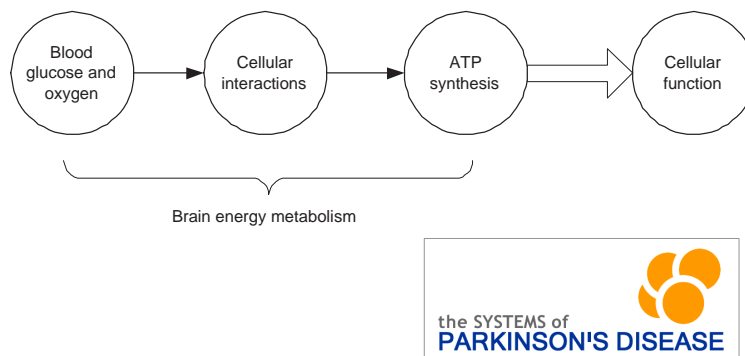 Blood
glucose and
oxygen
Cellular
interactions
ATP
synthesis
Cellular
function
Brain energy metabolism
the SYSTEMS of
PARKINSON'S DISEASE